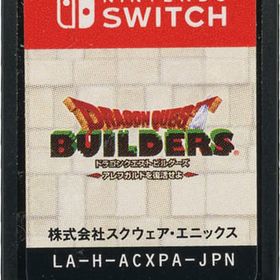 NINTENDO
SWITCH
DRAGON QUEST
BUILDERS
ドラゴンクエストビルダーズ
アレフガルドを復活せよ
株式会社スクウェア・エニックス
LA-H-ACXPA-JPN